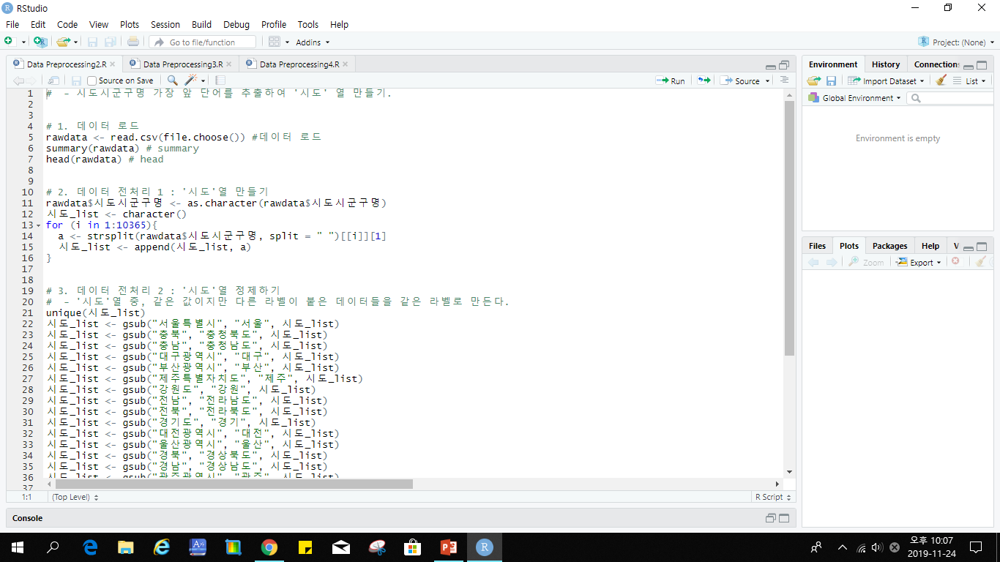 RStudio
File Edit Code View Plots Session Build Debug Profile Tools Help
Go to file/function Addins Project: (None)
Data Preprocessing2.R Data Preprocessing3.R Data Preprocessing4.R
Source on Save Run Source
1 # - 시도시군구명 가장 앞 단어를 추출하여 '시도' 열 만들기.
2
3
4 # 1. 데이터 로드
5 rawdata <- read.csv(file.choose()) #데이터 로드
6 summary(rawdata) # summary
7 head(rawdata) # head
8
9
10 # 2. 데이터 전처리 1 : '시도'열 만들기
11 rawdata$시도시군구명 <- as.character(rawdata$시도시군구명)
12 시도_list <- character()
13 for (i in 1:10365){
14 a <- strsplit(rawdata$시도시군구명, split = " ")[[i]][1]
15 시도_list <- append(시도_list, a)
16 }
17
18
19 # 3. 데이터 전처리 2 : '시도'열 정제하기
20 # - '시도'열 중, 같은 값이지만 다른 라벨이 붙은 데이터들을 같은 라벨로 만든다.
21 unique(시도_list)
22 시도_list <- gsub("서울특별시", "서울", 시도_list)
23 시도_list <- gsub("충북", "충청북도", 시도_list)
24 시도_list <- gsub("충남", "충청남도", 시도_list)
25 시도_list <- gsub("대구광역시", "대구", 시도_list)
26 시도_list <- gsub("부산광역시", "부산", 시도_list)
27 시도_list <- gsub("제주특별자치도", "제주", 시도_list)
28 시도_list <- gsub("강원도", "강원", 시도_list)
29 시도_list <- gsub("전남", "전라남도", 시도_list)
30 시도_list <- gsub("전북", "전라북도", 시도_list)
31 시도_list <- gsub("경기도", "경기", 시도_list)
32 시도_list <- gsub("대전광역시", "대전", 시도_list)
33 시도_list <- gsub("울산광역시", "울산", 시도_list)
34 시도_list <- gsub("경북", "경상북도", 시도_list)
35 시도_list <- gsub("경남", "경상남도", 시도_list)
36 시도_list <- gsub("광주광역시", "광주", 시도_list)
37
1:1 (Top Level) R Script
Console
Environment History Connections
Import Dataset List
Global Environment
Environment is empty
Files Plots Packages Help V
Zoom Export
오후 10:07
2019-11-24